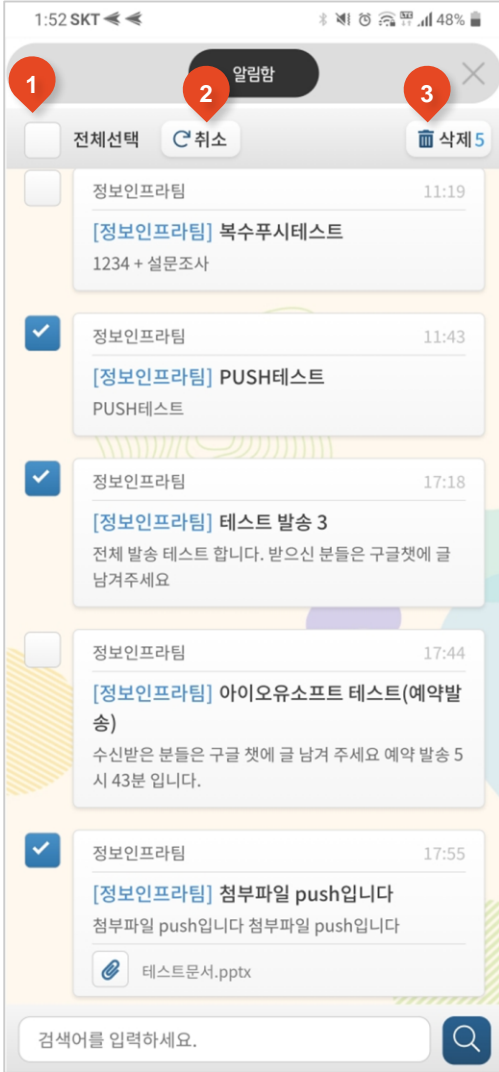 1:52 SKT
48%
알림함
1
2
3
전체선택
취소
삭제 5
정보인프라팀 11:19
[정보인프라팀] 복수푸시테스트
1234 + 설문조사
정보인프라팀 11:43
[정보인프라팀] PUSH테스트
PUSH테스트
정보인프라팀 17:18
[정보인프라팀] 테스트 발송 3
전체 발송 테스트 합니다. 받으신 분들은 구글챗에 글
남겨주세요
정보인프라팀 17:44
[정보인프라팀] 아이오유소프트 테스트(예약발
송)
수신받은 분들은 구글 챗에 글 남겨 주세요 예약 발송 5
시 43분 입니다.
정보인프라팀 17:55
[정보인프라팀] 첨부파일 push입니다
첨부파일 push입니다 첨부파일 push입니다
테스트문서.pptx
검색어를 입력하세요.